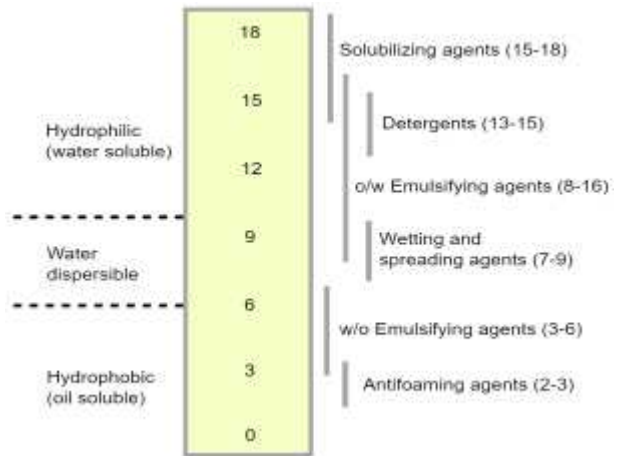 18
Solubilizing agents (15-18)
15
Detergents (13-15)
Hydrophilic
(water soluble)
12
o/w Emulsifying agents (8-16)
9
Wetting and
spreading agents (7-9)
Water
dispersible
6
w/o Emulsifying agents (3-6)
3
Antifoaming agents (2-3)
Hydrophobic
(oil soluble)
0